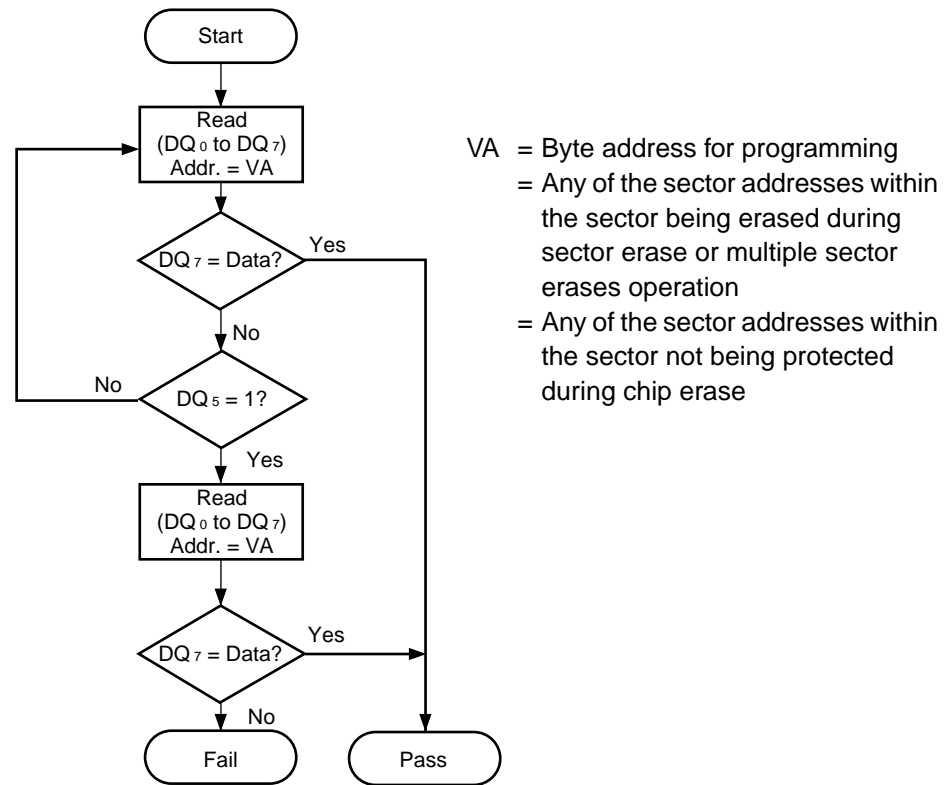 Start
Read
(DQ0 to DQ7)
Addr. = VA
DQ7 = Data?
Yes
No
DQ5 = 1?
No
Yes
Read
(DQ0 to DQ7)
Addr. = VA
DQ7 = Data?
Yes
No
Fail
Pass
VA = Byte address for programming
= Any of the sector addresses within
the sector being erased during
sector erase or multiple sector
erases operation
= Any of the sector addresses within
the sector not being protected
during chip erase